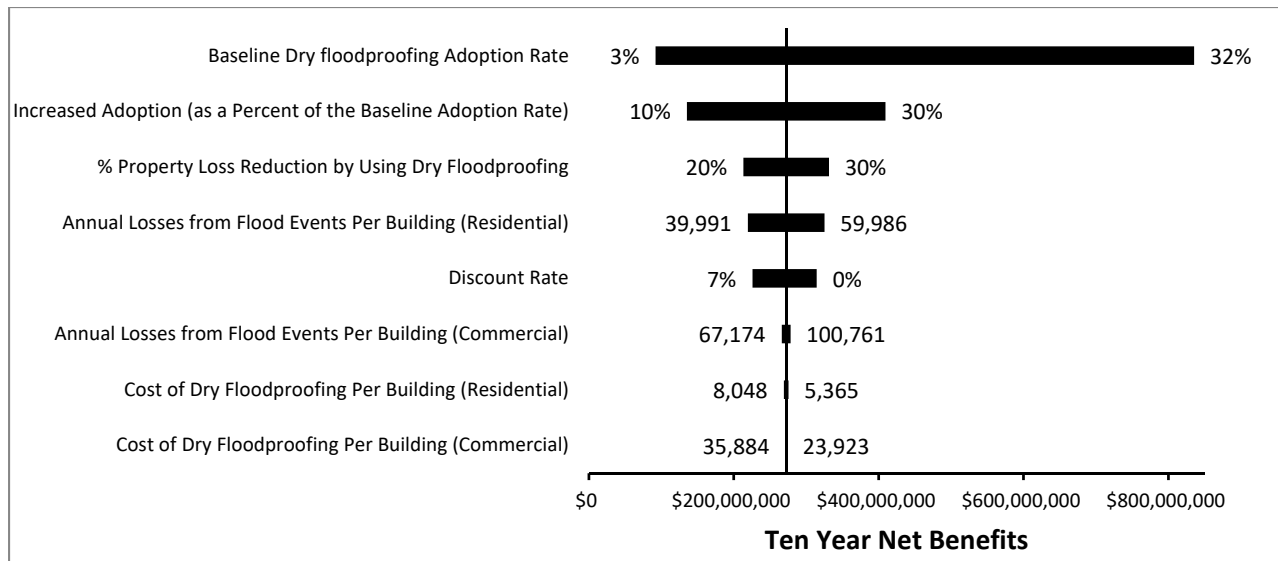 Baseline Dry floodproofing Adoption Rate 3% 32%
Increased Adoption (as a Percent of the Baseline Adoption Rate) 10% 30%
% Property Loss Reduction by Using Dry Floodproofing 20% 30%
Annual Losses from Flood Events Per Building (Residential) 39,991 59,986
Discount Rate 7% 0%
Annual Losses from Flood Events Per Building (Commercial) 67,174 100,761
Cost of Dry Floodproofing Per Building (Residential) 8,048 5,365
Cost of Dry Floodproofing Per Building (Commercial) 35,884 23,923
$0 $200,000,000 $400,000,000 $600,000,000 $800,000,000
Ten Year Net Benefits